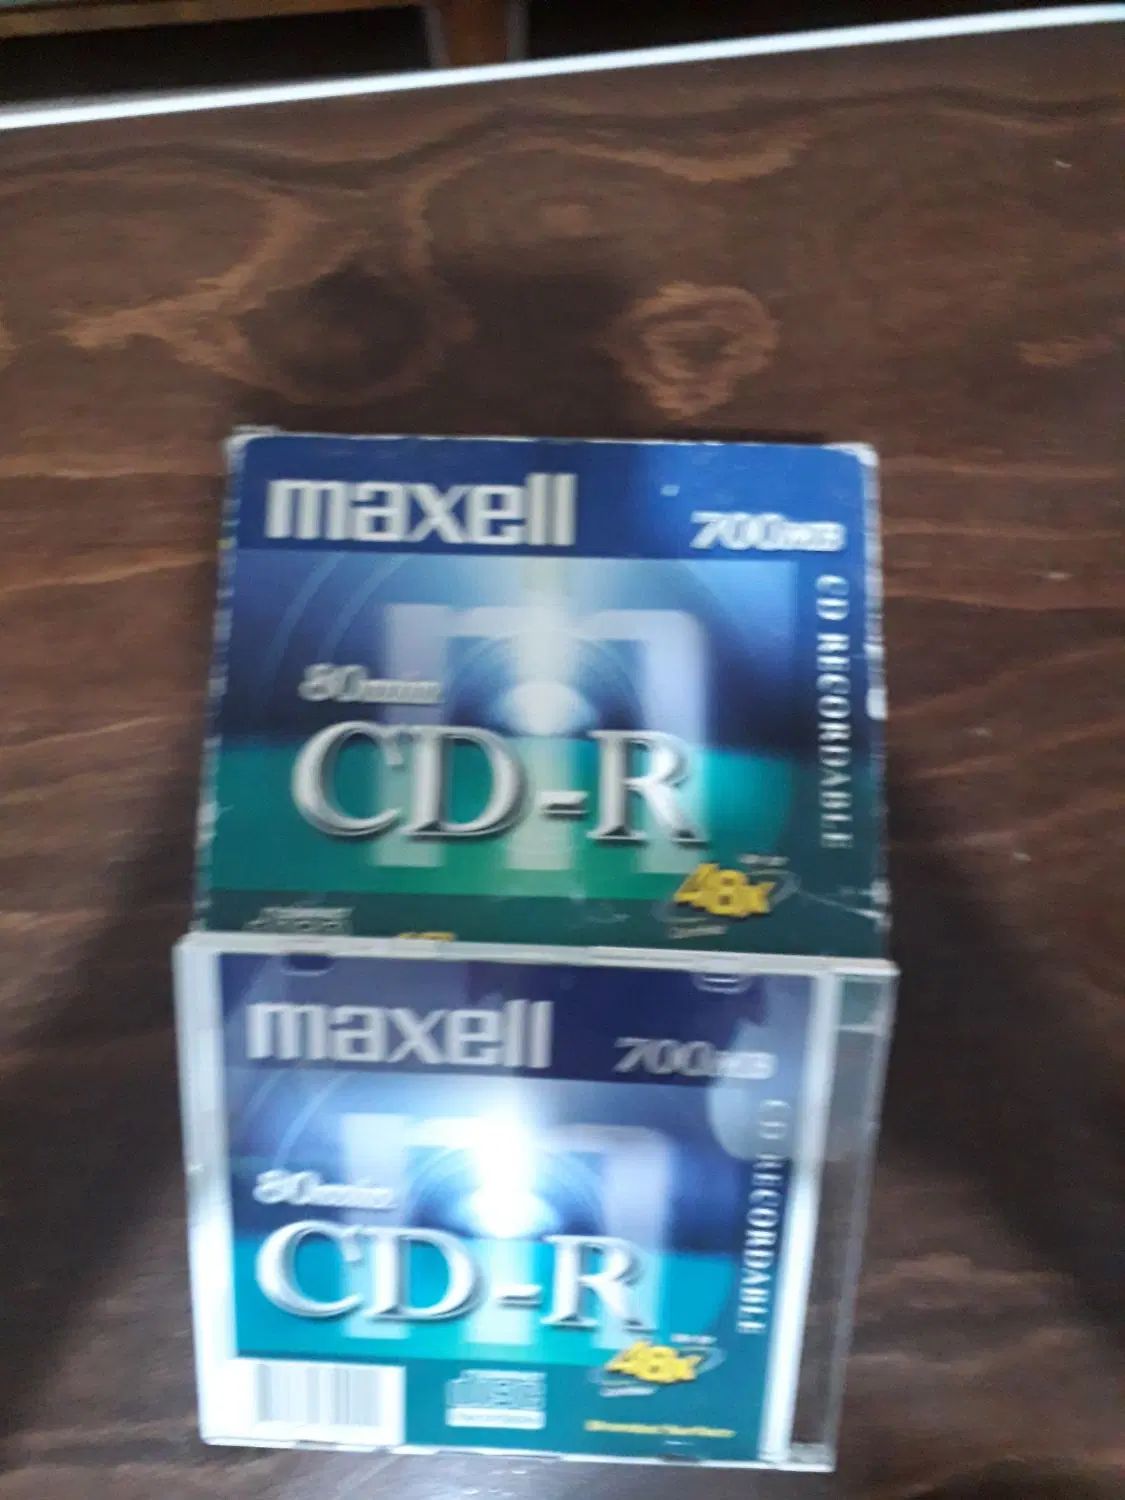 maxell
700MB
CD RECORDABLE
80min
CD-R
48x
maxell
700MB
CD RECORDABLE
80min
CD-R
48x